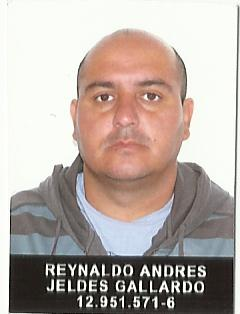 REYNALDO ANDRES
JELDES GALLARDO
12.951.571-6